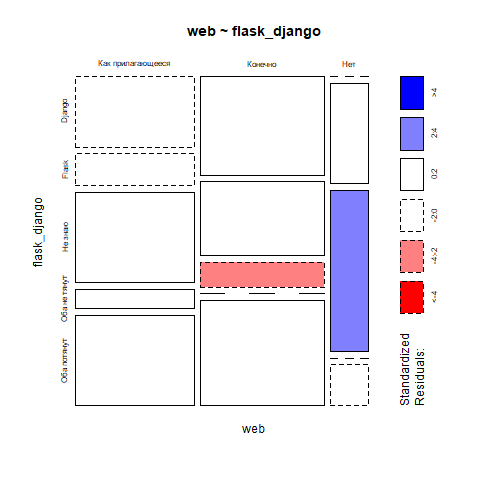 web ~ flask_django
Как прилагающееся
Конечно
Нет
Django
Flask
Не знаю
Оба не тянут
Оба потянут
flask_django
web
>4
2:4
0:2
-2:0
-4:-2
<-4
Standardized
Residuals: